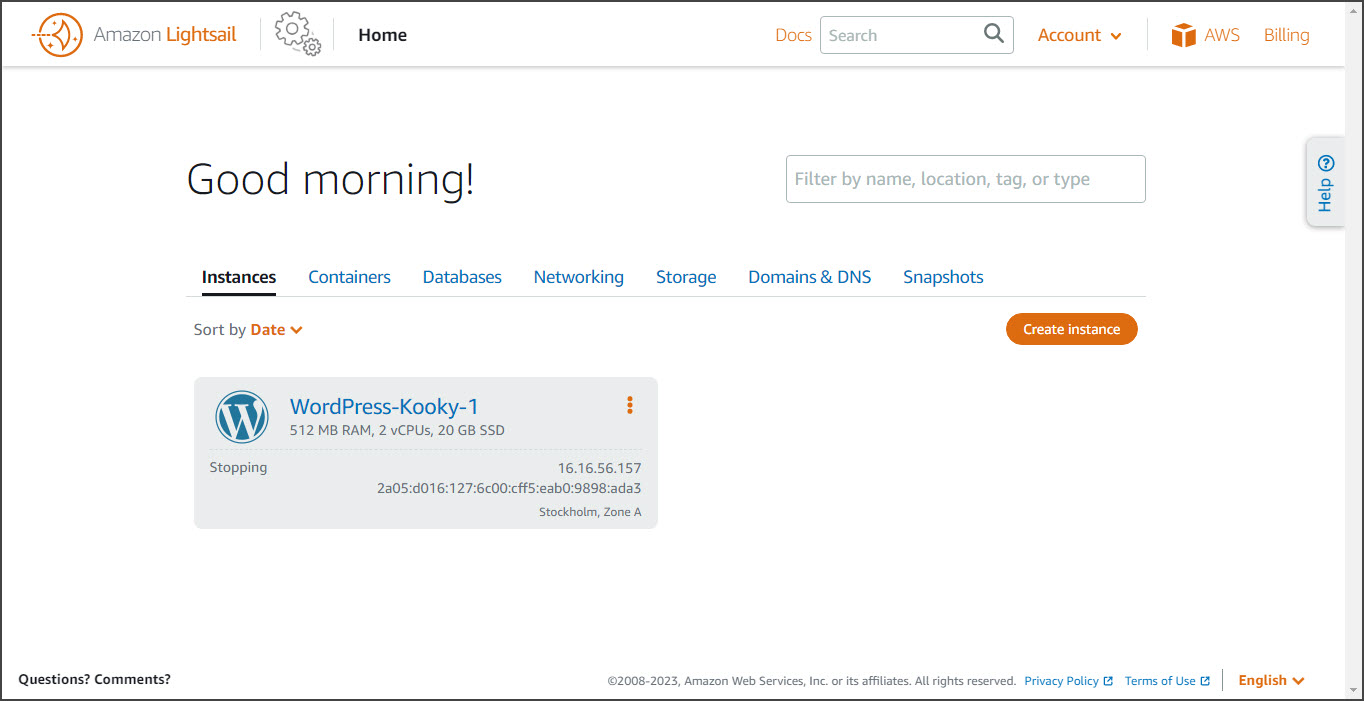 Amazon Lightsail Home Docs Search Account AWS Billing
Good morning!
Filter by name, location, tag, or type
Help
Instances Containers Databases Networking Storage Domains & DNS Snapshots
Sort by Date
Create instance
WordPress-Kooky-1
512 MB RAM, 2 vCPUs, 20 GB SSD
Stopping 16.16.56.157
2a05:d016:127:6c00:cff5:eab0:9898:ada3
Stockholm, Zone A
Questions? Comments? ©2008-2023, Amazon Web Services, Inc. or its affiliates. All rights reserved. Privacy Policy Terms of Use English